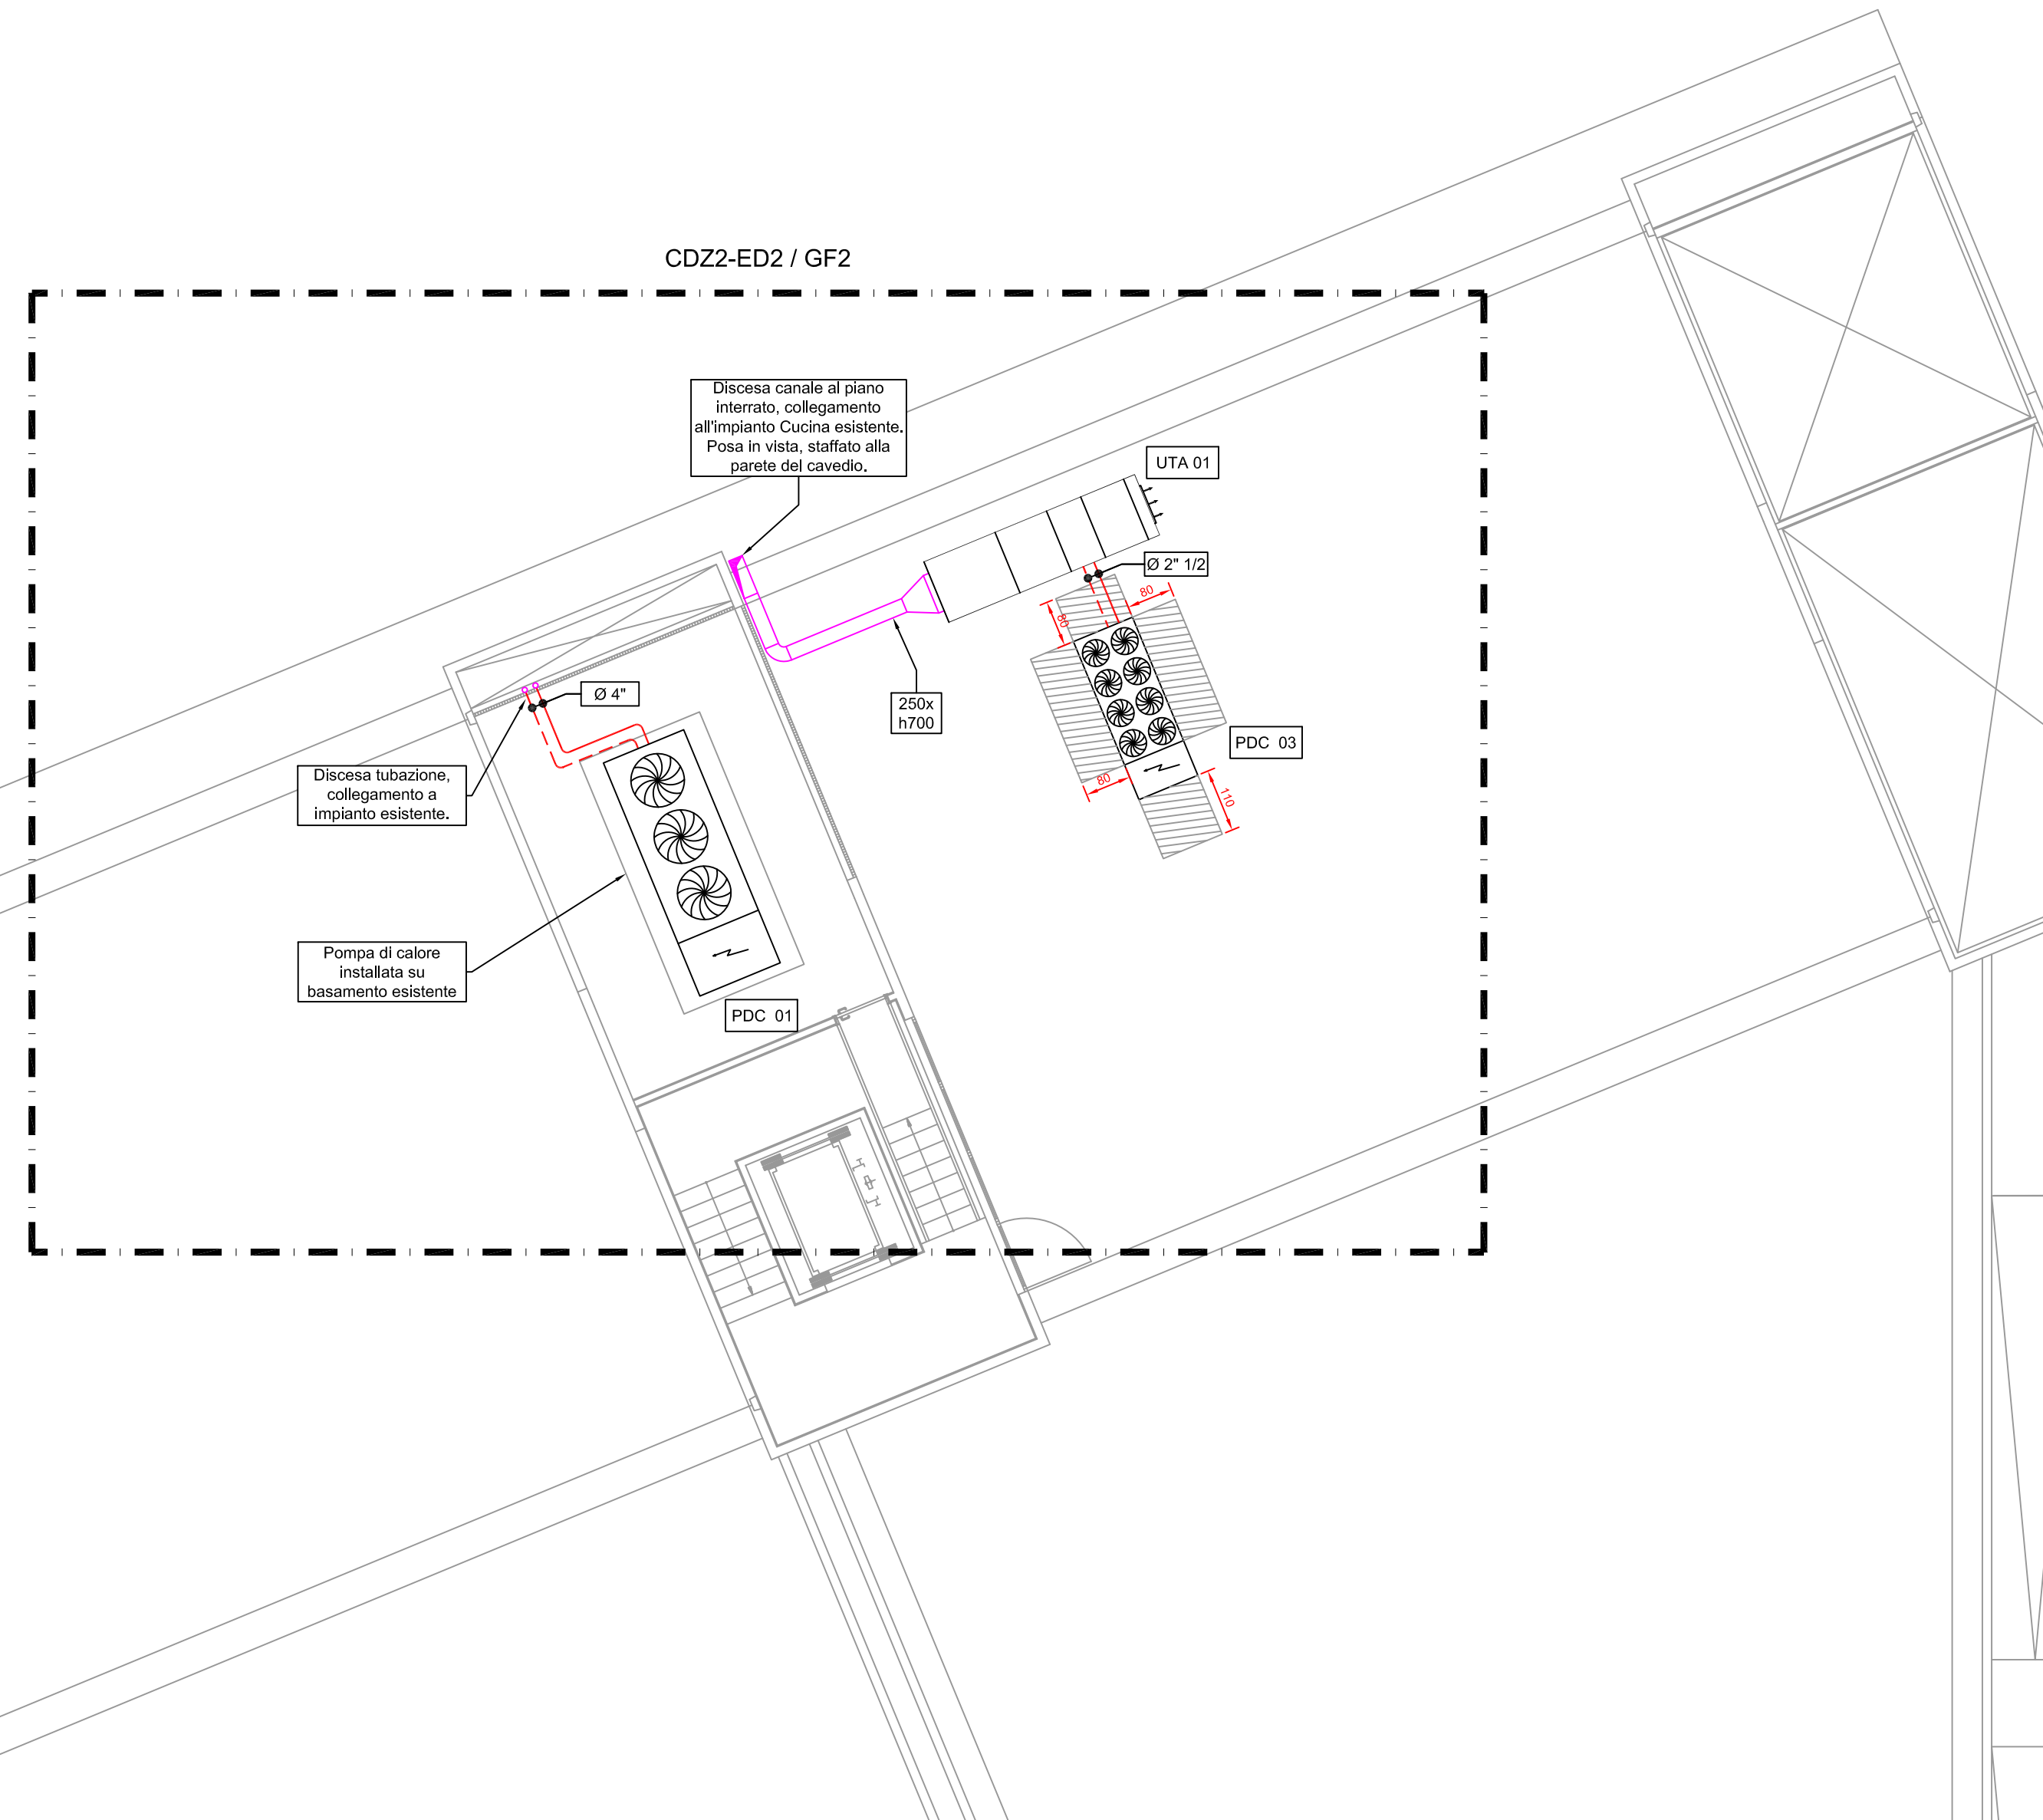 CDZ2-ED2 / GF2
Discesa canale al piano
interrato, collegamento
all'impianto Cucina esistente.
Posa in vista, staffato alla
parete del cavedio.
UTA 01
Ø 2" 1/2
80
80
Ø 4"
250x
h700
PDC 03
Discesa tubazione,
collegamento a
impianto esistente.
80
110
Pompa di calore
installata su
basamento esistente
PDC 01